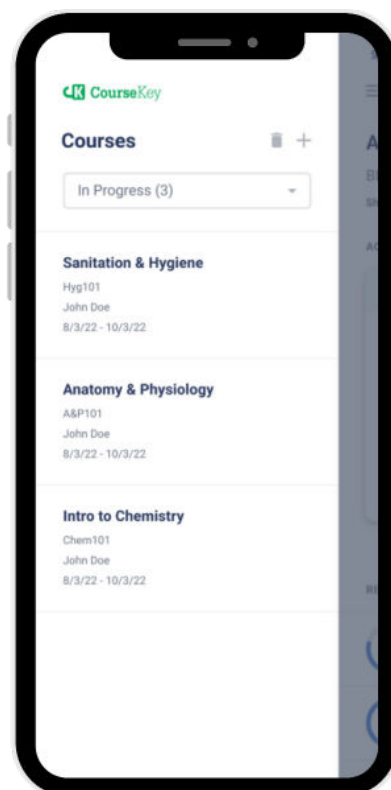 CourseKey
Courses
In Progress (3)
Sanitation & Hygiene
Hyg101
John Doe
8/3/22 - 10/3/22
Anatomy & Physiology
A&P101
John Doe
8/3/22 - 10/3/22
Intro to Chemistry
Chem101
John Doe
8/3/22 - 10/3/22